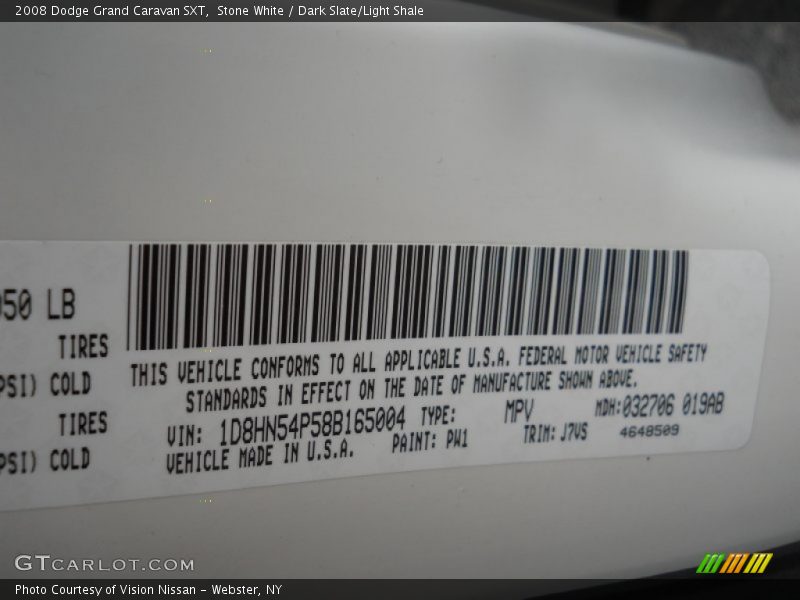 2008 Dodge Grand Caravan SXT, Stone White / Dark Slate/Light Shale
050 LB
TIRES
PSI) COLD
TIRES
PSI) COLD
THIS VEHICLE CONFORMS TO ALL APPLICABLE U.S.A. FEDERAL MOTOR VEHICLE SAFETY
STANDARDS IN EFFECT ON THE DATE OF MANUFACTURE SHOWN ABOVE.
VIN: 1D8HN54P58B165004 TYPE: MPV MDH:032706 019AB
VEHICLE MADE IN U.S.A. PAINT: PW1 TRIM: J7VS 4648509
GTCARLOT.COM
Photo Courtesy of Vision Nissan - Webster, NY